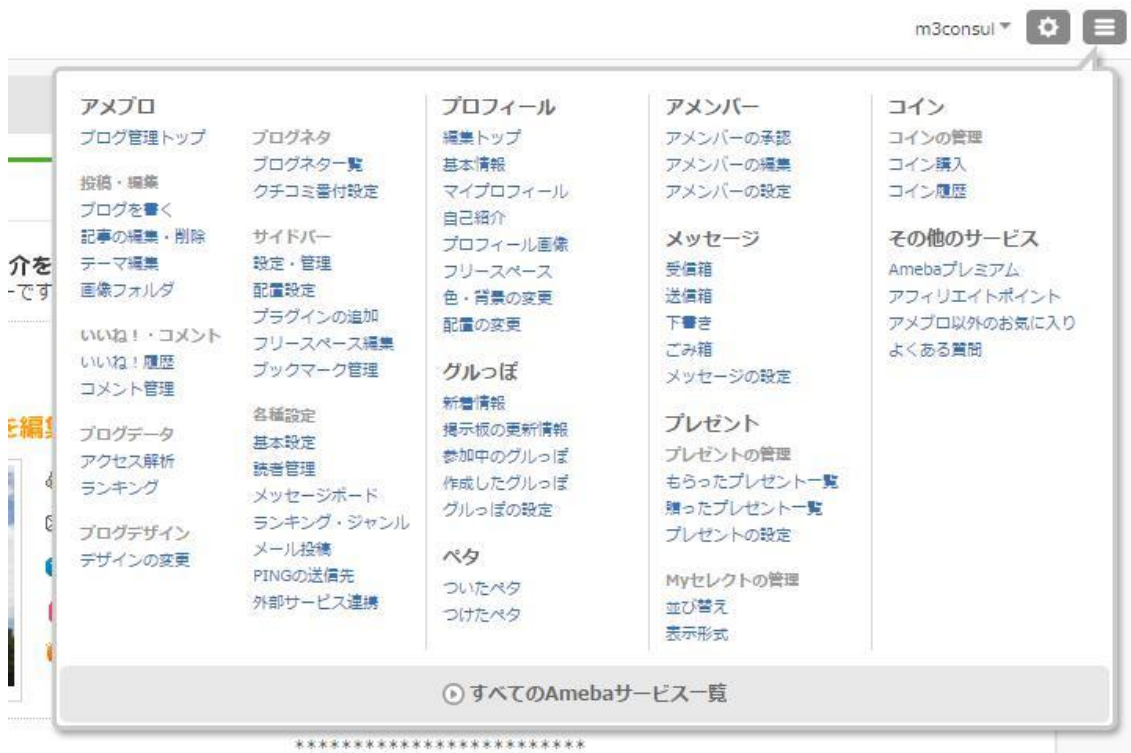 m3consul
アメブロ
ブログ管理トップ
投稿・編集
ブログを書く
記事の編集・削除
テーマ編集
画像フォルダ
いいね！・コメント
いいね！履歴
コメント管理
ブログデータ
アクセス解析
ランキング
ブログデザイン
デザインの変更
ブログネタ
ブログネタ一覧
クチコミ番付設定
サイドバー
設定・管理
配置設定
プラグインの追加
フリースペース編集
ブックマーク管理
各種設定
基本設定
読者管理
メッセージボード
ランキング・ジャンル
メール投稿
PINGの送信先
外部サービス連携
プロフィール
編集トップ
基本情報
マイプロフィール
自己紹介
プロフィール画像
フリースペース
色・背景の変更
配置の変更
グルっぽ
新着情報
掲示板の更新情報
参加中のグルっぽ
作成したグルっぽ
グルっぽの設定
ペタ
ついたペタ
つけたペタ
アメンバー
アメンバーの承認
アメンバーの編集
アメンバーの設定
メッセージ
受信箱
送信箱
下書き
ごみ箱
メッセージの設定
プレゼント
プレゼントの管理
もらったプレゼント一覧
贈ったプレゼント一覧
プレゼントの設定
Myセレクトの管理
並び替え
表示形式
コイン
コインの管理
コイン購入
コイン履歴
その他のサービス
Amebaプレミアム
アフィリエイトポイント
アメブロ以外のお気に入り
よくある質問
介を
ーです
を編
すべてのAmebaサービス一覧
*************************